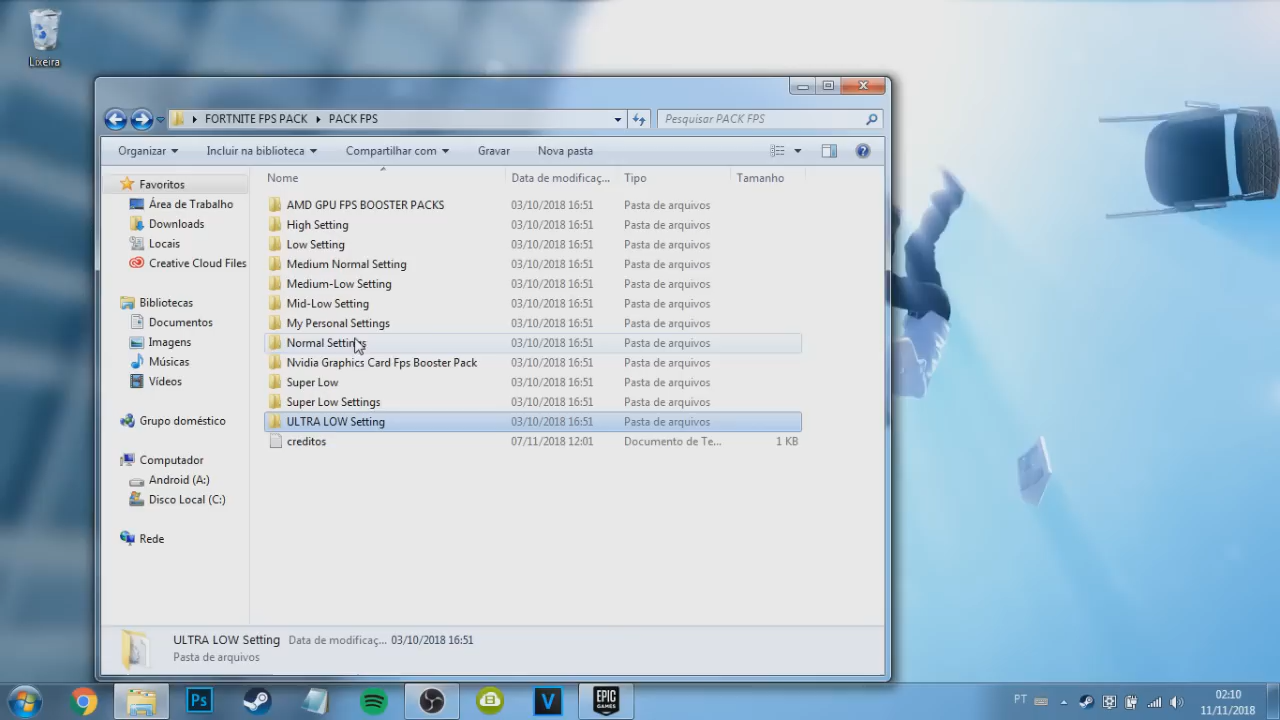 Lixeira
FORTNITE FPS PACK PACK FPS
Pesquisar PACK FPS
Organizar Incluir na biblioteca Compartilhar com Gravar Nova pasta
Nome Data de modificaç... Tipo Tamanho
Favoritos
Área de Trabalho
Downloads
Locais
Creative Cloud Files
Bibliotecas
Documentos
Imagens
Músicas
Vídeos
Grupo doméstico
Computador
Android (A:)
Disco Local (C:)
Rede
AMD GPU FPS BOOSTER PACKS 03/10/2018 16:51 Pasta de arquivos
High Setting 03/10/2018 16:51 Pasta de arquivos
Low Setting 03/10/2018 16:51 Pasta de arquivos
Medium Normal Setting 03/10/2018 16:51 Pasta de arquivos
Medium-Low Setting 03/10/2018 16:51 Pasta de arquivos
Mid-Low Setting 03/10/2018 16:51 Pasta de arquivos
My Personal Settings 03/10/2018 16:51 Pasta de arquivos
Normal Settings 03/10/2018 16:51 Pasta de arquivos
Nvidia Graphics Card Fps Booster Pack 03/10/2018 16:51 Pasta de arquivos
Super Low 03/10/2018 16:51 Pasta de arquivos
Super Low Settings 03/10/2018 16:51 Pasta de arquivos
ULTRA LOW Setting 03/10/2018 16:51 Pasta de arquivos
creditos 07/11/2018 12:01 Documento de Te... 1 KB
ULTRA LOW Setting Data de modificaç... 03/10/2018 16:51
Pasta de arquivos
Ps
V
EPIC
GAMES
PT
02:10
11/11/2018